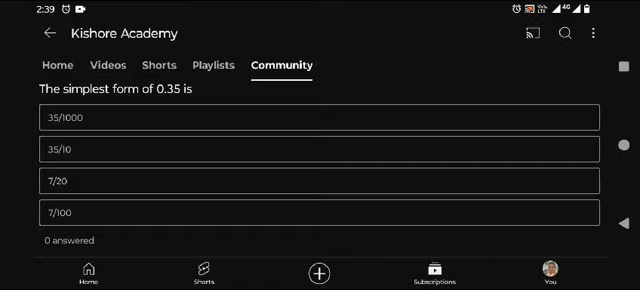 2:39
4G
Kishore Academy
Home Videos Shorts Playlists Community
The simplest form of 0.35 is
35/1000
35/10
7/20
7/100
0 answered
Home Shorts Subscriptions You